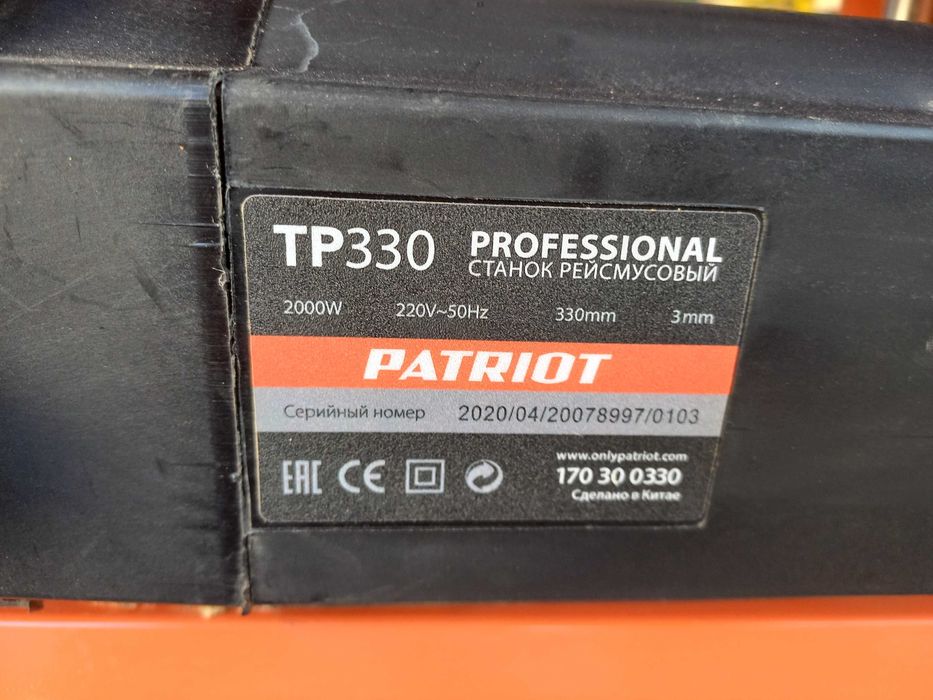 TP330 PROFESSIONAL
СТАНОК РЕЙСМУСОВЫЙ
2000W 220V~50Hz 330mm 3mm
PATRIOT
Серийный номер 2020/04/20078997/0103
EAC CE
www.onlypatriot.com
170 30 0330
Сделано в Китае